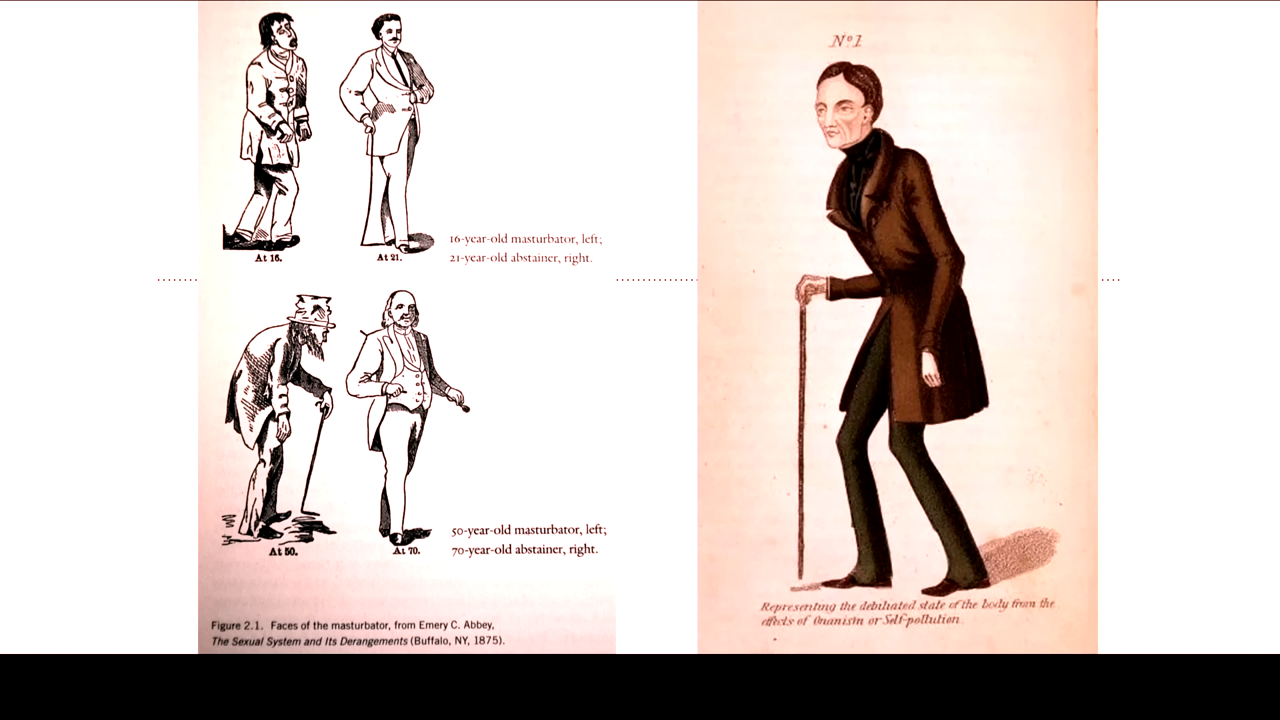 At 16.
At 21.
16-year-old masturbator, left;
21-year-old abstainer, right.
At 50.
At 70.
50-year-old masturbator, left;
70-year-old abstainer, right.
Figure 2.1. Faces of the masturbator, from Emery C. Abbey,
The Sexual System and Its Derangements (Buffalo, NY, 1875).
No 1
Representing the debilitated state of the body from the
effects of Onanism or Self-pollution.